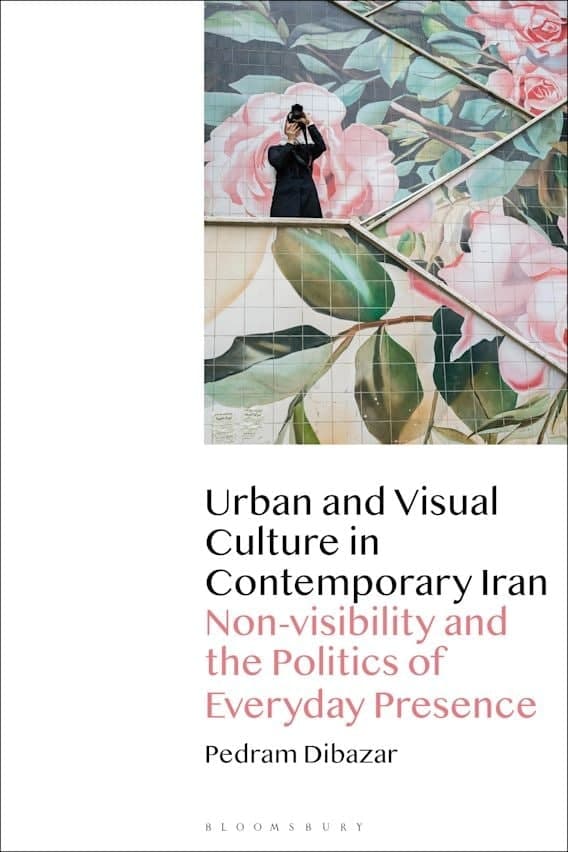 Urban and Visual
Culture in
Contemporary Iran
Non-visibility and
the Politics of
Everyday Presence
Pedram Dibazar
BLOOMSBURY